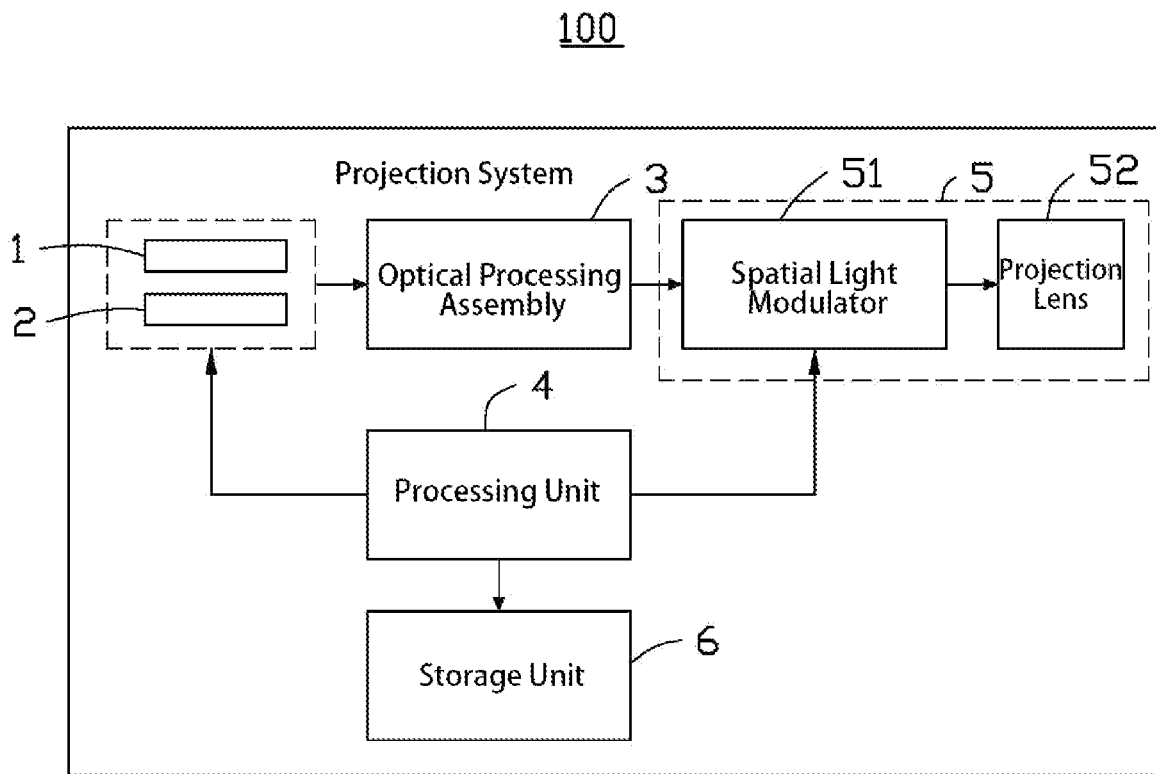 100
Projection System
3
51
5
52
1
2
Optical Processing
Assembly
Spatial Light
Modulator
Projection
Lens
4
Processing Unit
6
Storage Unit